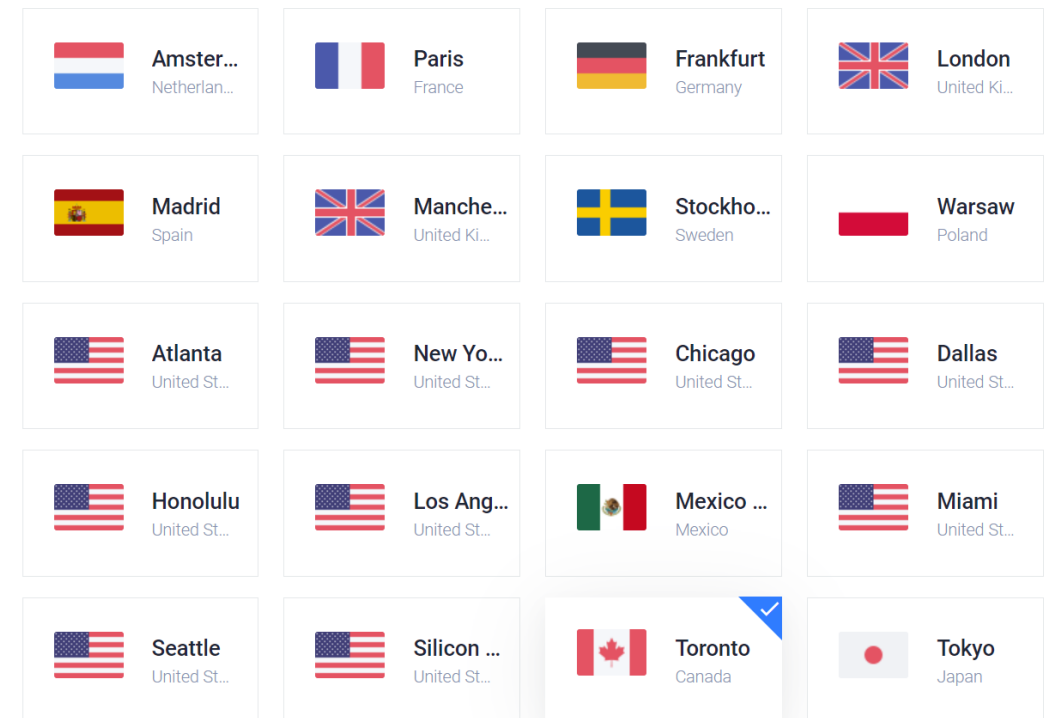 Amster...
Netherlan...
Paris
France
Frankfurt
Germany
London
United Ki...
Madrid
Spain
Manche...
United Ki...
Stockho...
Sweden
Warsaw
Poland
Atlanta
United St...
New Yo...
United St...
Chicago
United St...
Dallas
United St...
Honolulu
United St...
Los Ang...
United St...
Mexico ...
Mexico
Miami
United St...
Seattle
United St...
Silicon ...
United St...
Toronto
Canada
Tokyo
Japan